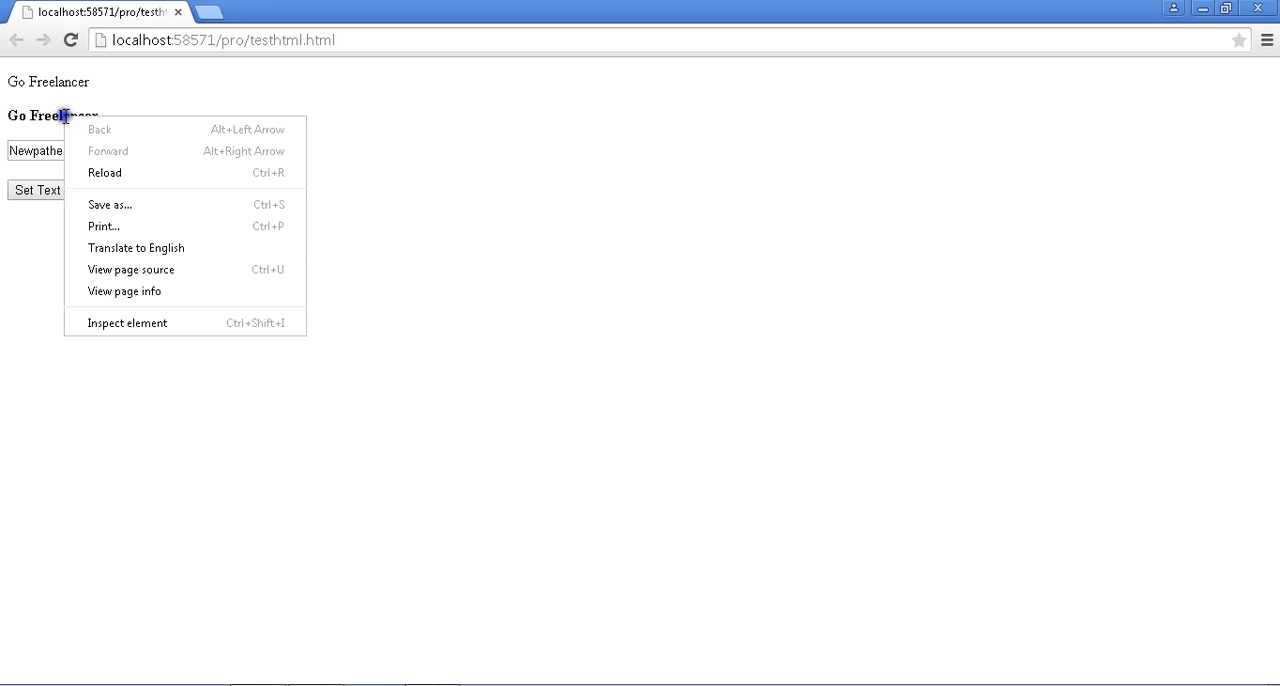 localhost:58571/pro/testh
localhost:58571/pro/testhtml.html
Go Freelancer
Go Freelancer
Newpathe
Set Text
Back Alt+Left Arrow
Forward Alt+Right Arrow
Reload Ctrl+R
Save as... Ctrl+S
Print... Ctrl+P
Translate to English
View page source Ctrl+U
View page info
Inspect element Ctrl+Shift+I